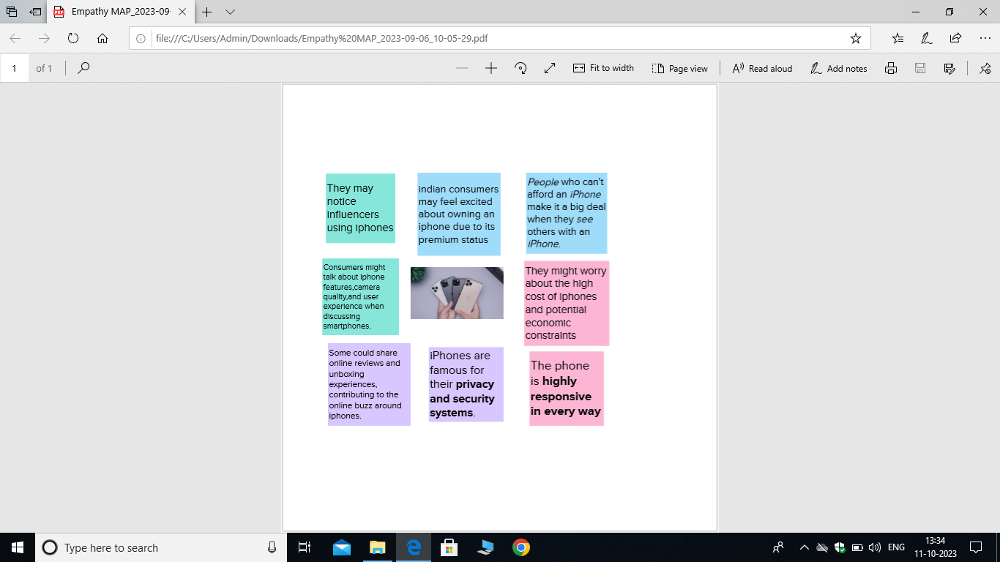 Empathy MAP_2023-09-
file:///C:/Users/Admin/Downloads/Empathy%20MAP_2023-09-06_10-05-29.pdf
1 of 1 Fit to width Page view Read aloud Add notes
They may
notice
influencers
using iphones
indian consumers
may feel excited
about owning an
iphone due to its
premium status
People who can't
afford an iPhone
make it a big deal
when they see
others with an
iPhone.
Consumers might
talk about iphone
features,camera
quality,and user
experience when
discussing
smartphones.
They might worry
about the high
cost of iphones
and potential
economic
constraints
Some could share
online reviews and
unboxing
experiences,
contributing to the
online buzz around
iphones.
iPhones are
famous for
their privacy
and security
systems.
The phone
is highly
responsive
in every way
Type here to search
ENG
13:34
11-10-2023